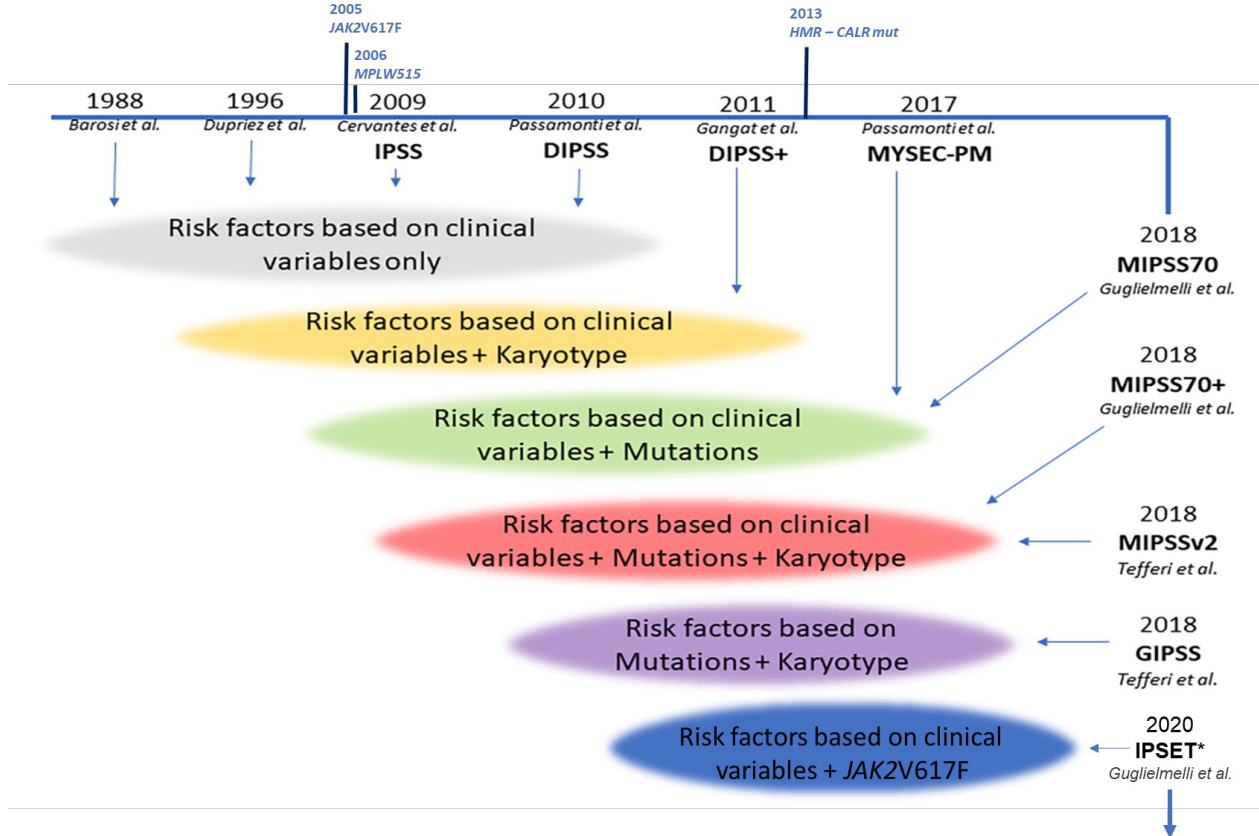 2005
JAK2V617F
2006
MPLW515
2013
HMR – CALR mut
1988
Barosi et al.
1996
Dupriez et al.
2009
Cervantes et al.
IPSS
2010
Passamonti et al.
DIPSS
2011
Gangat et al.
DIPSS+
2017
Passamonti et al.
MYSEC-PM
Risk factors based on clinical
variables only
Risk factors based on clinical
variables + Karyotype
Risk factors based on clinical
variables + Mutations
Risk factors based on clinical
variables + Mutations + Karyotype
Risk factors based on
Mutations + Karyotype
Risk factors based on clinical
variables + JAK2V617F
2018
MIPSS70
Guglielmelli et al.
2018
MIPSS70+
Guglielmelli et al.
2018
MIPSSv2
Tefferi et al.
2018
GIPSS
Tefferi et al.
2020
IPSET*
Guglielmelli et al.